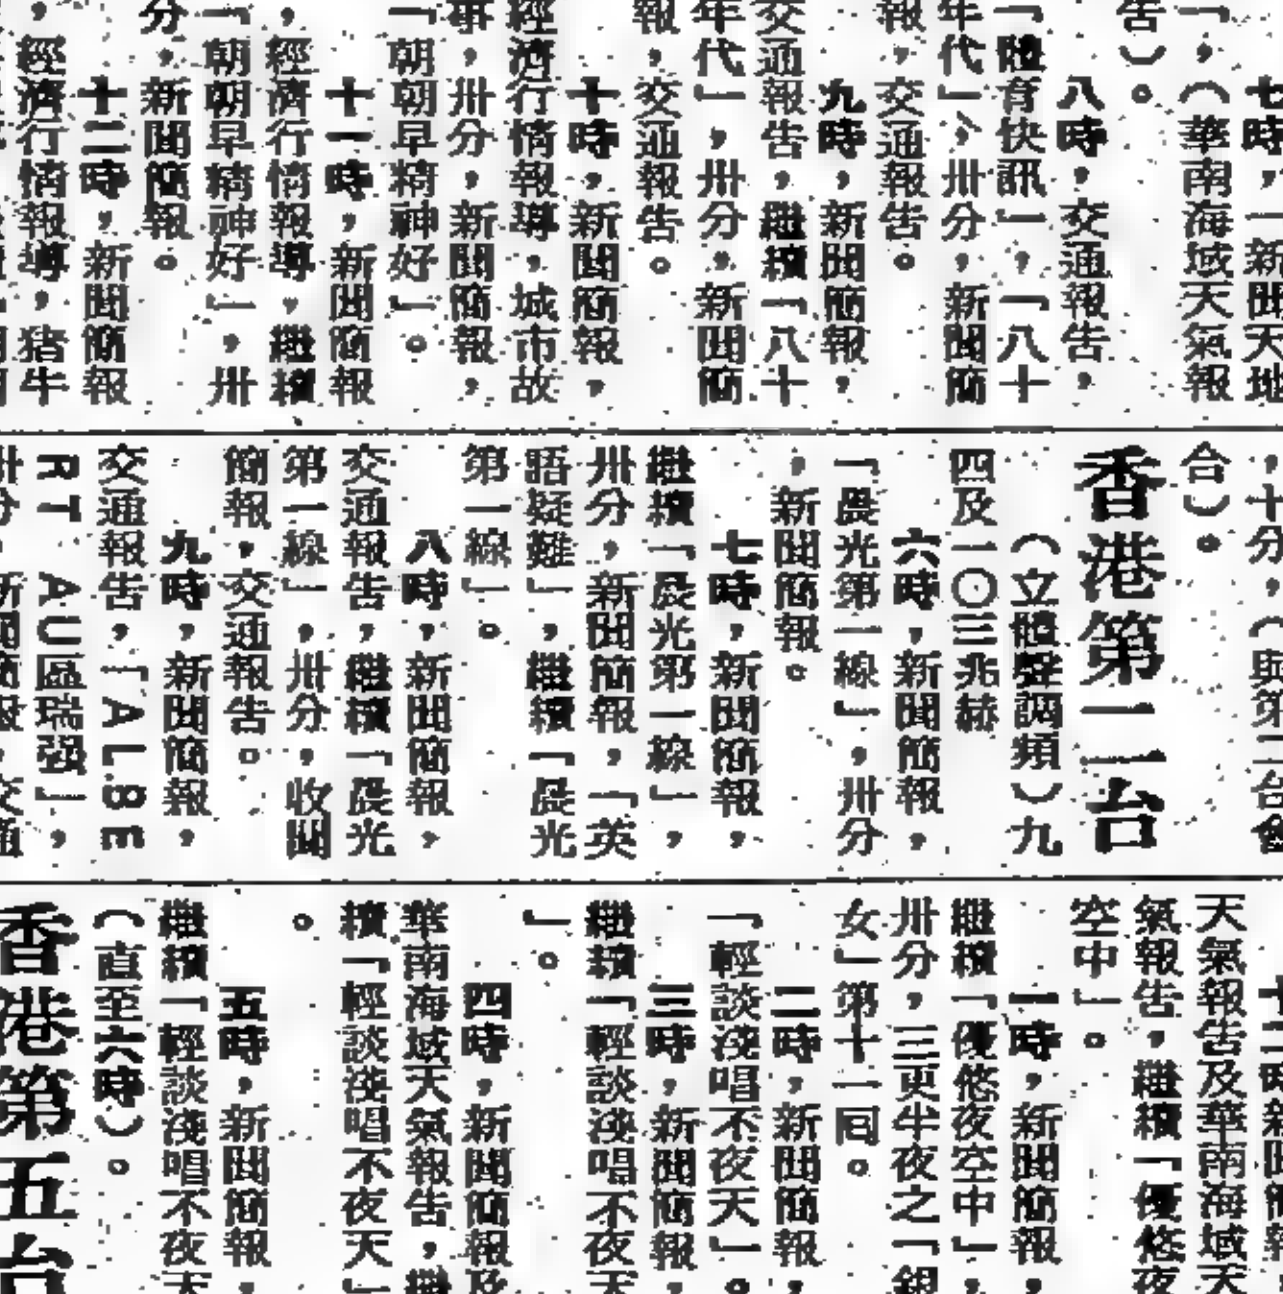 七時，一新聞天地
「，（華南海域天氣報
告）。
八時，交通報告，
「體育快訊」，「八十
年代」，卅分，新聞簡
報，交通報告。
九時，新聞簡報，
交通報告，繼續「八十
年代」，卅分，新聞簡
報，交通報告。
十時，新聞簡報，
經濟行情報導，城市故
事，卅分，新聞簡報，
「朝朝早精神好」。
十一時，新聞簡報
，經濟行情報導，繼續
「朝朝早精神好」，卅
分，新聞簡報。
十二時，新聞簡報
，經濟行情報導，猪牛
，十分，（與第二台會
合）。
香港第二台
（立體聲調頻）九
四及一〇三兆赫
六時，新聞簡報，
「晨光第一線」，卅分
，新聞簡報。
七時，新聞簡報，
繼續「晨光第一線」，
卅分，新聞簡報，「英
語疑難」，繼續「晨光
第一線」。
八時，新聞簡報，
交通報告，繼續「晨光
第一線」，卅分，收聞
簡報，交通報告。
九時，新聞簡報，
交通報告，「ALBE
RT AU區瑞强」，
卅分，新聞簡報，交通
十二時新聞簡報，
天氣報告及華南海域天
氣報告，繼續「優悠夜
空中」。
一時，新聞簡報，
繼續「優悠夜空中」，
卅分，三更半夜之「銀
女」第十一回。
二時，新聞簡報，
「輕談淺唱不夜天」。
三時，新聞簡報，
繼續「輕談淺唱不夜天
」。
四時，新聞簡報及
華南海域天氣報告，繼
續「輕談淺唱不夜天」
。
五時，新聞簡報，
繼續「輕談淺唱不夜天
（直至六時）。
香港第五台